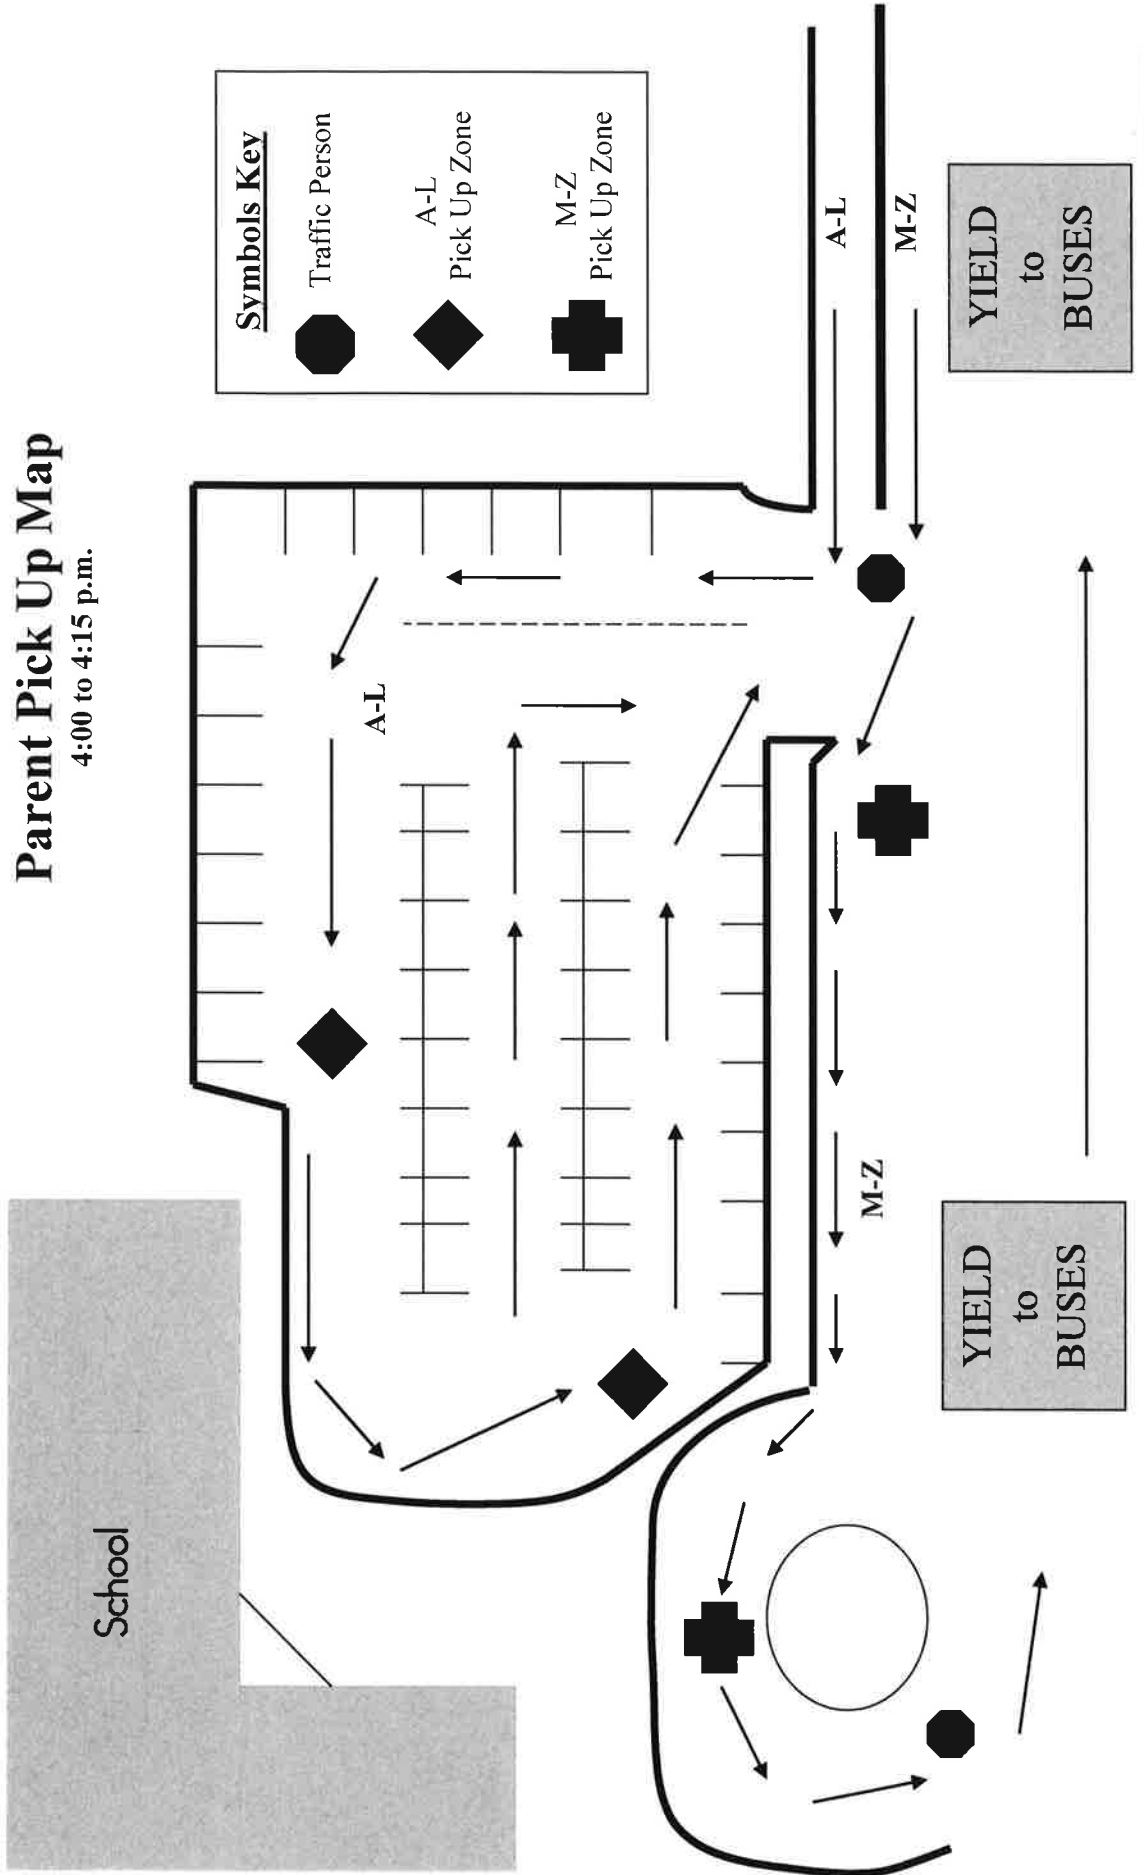 Parent Pick Up Map
4:00 to 4:15 p.m.
School
Symbols Key
Traffic Person
A-L
Pick Up Zone
M-Z
Pick Up Zone
A-L
A-L
M-Z
M-Z
YIELD
to
BUSES
YIELD
to
BUSES